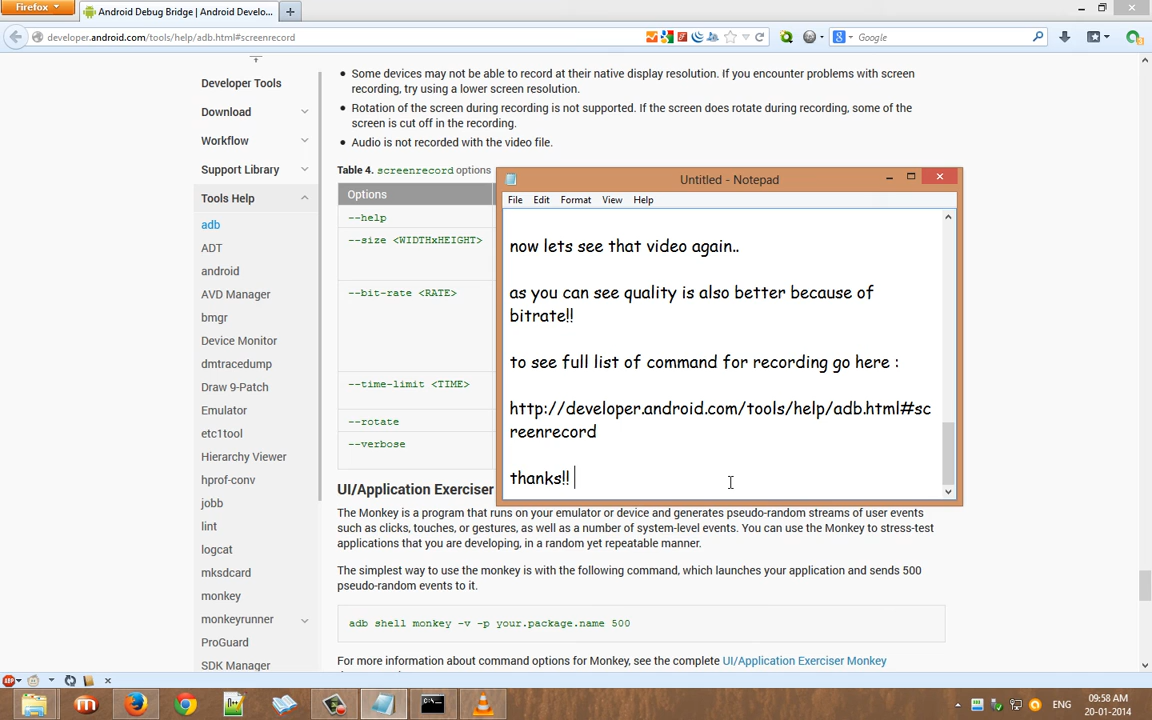 Firefox
Android Debug Bridge | Android Develo...
developer.android.com/tools/help/adb.html#screenrecord
Google
Developer Tools
Download
Workflow
Support Library
Tools Help
adb
ADT
android
AVD Manager
bmgr
Device Monitor
dmtracedump
Draw 9-Patch
Emulator
etc1tool
Hierarchy Viewer
hprof-conv
jobb
lint
logcat
mksdcard
monkey
monkeyrunner
ProGuard
SDK Manager
Some devices may not be able to record at their native display resolution. If you encounter problems with screen
recording, try using a lower screen resolution.
Rotation of the screen during recording is not supported. If the screen does rotate during recording, some of the
screen is cut off in the recording.
Audio is not recorded with the video file.
Table 4. screenrecord options
Options
--help
--size <WIDTHxHEIGHT>
--bit-rate <RATE>
--time-limit <TIME>
--rotate
--verbose
Untitled - Notepad
File Edit Format View Help
now lets see that video again..
as you can see quality is also better because of
bitrate!!
to see full list of command for recording go here :
http://developer.android.com/tools/help/adb.html#sc
reenrecord
thanks!!
UI/Application Exerciser
The Monkey is a program that runs on your emulator or device and generates pseudo-random streams of user events
such as clicks, touches, or gestures, as well as a number of system-level events. You can use the Monkey to stress-test
applications that you are developing, in a random yet repeatable manner.
The simplest way to use the monkey is with the following command, which launches your application and sends 500
pseudo-random events to it.
adb shell monkey -v -p your.package.name 500
For more information about command options for Monkey, see the complete UI/Application Exerciser Monkey
ENG
09:58 AM
20-01-2014